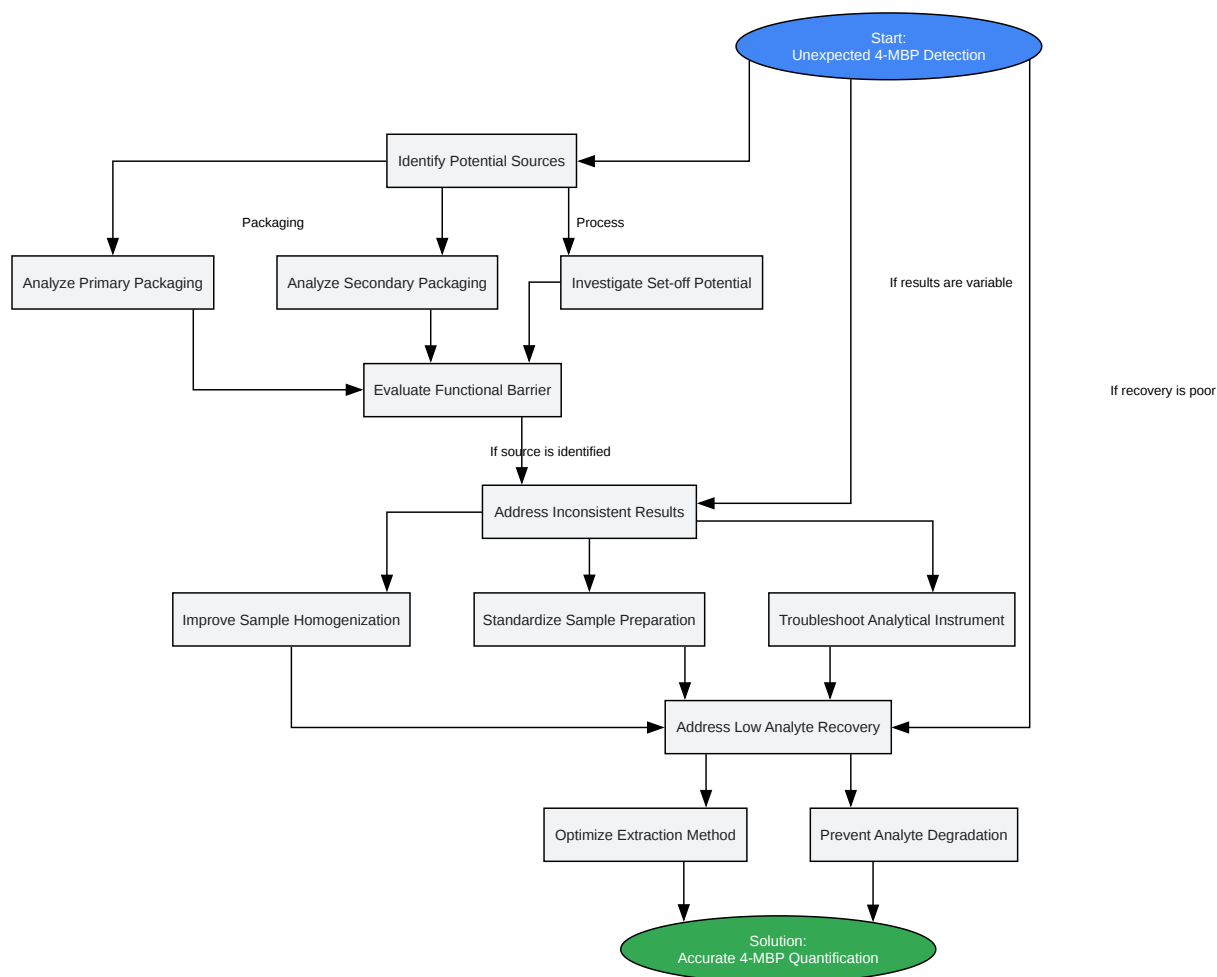 Start:
Unexpected 4-MBP Detection
Identify Potential Sources
Packaging
Process
Analyze Primary Packaging
Analyze Secondary Packaging
Investigate Set-off Potential
If results are variable
Evaluate Functional Barrier
If recovery is poor
If source is identified
Address Inconsistent Results
Improve Sample Homogenization
Standardize Sample Preparation
Troubleshoot Analytical Instrument
Address Low Analyte Recovery
Optimize Extraction Method
Prevent Analyte Degradation
Solution:
Accurate 4-MBP Quantification